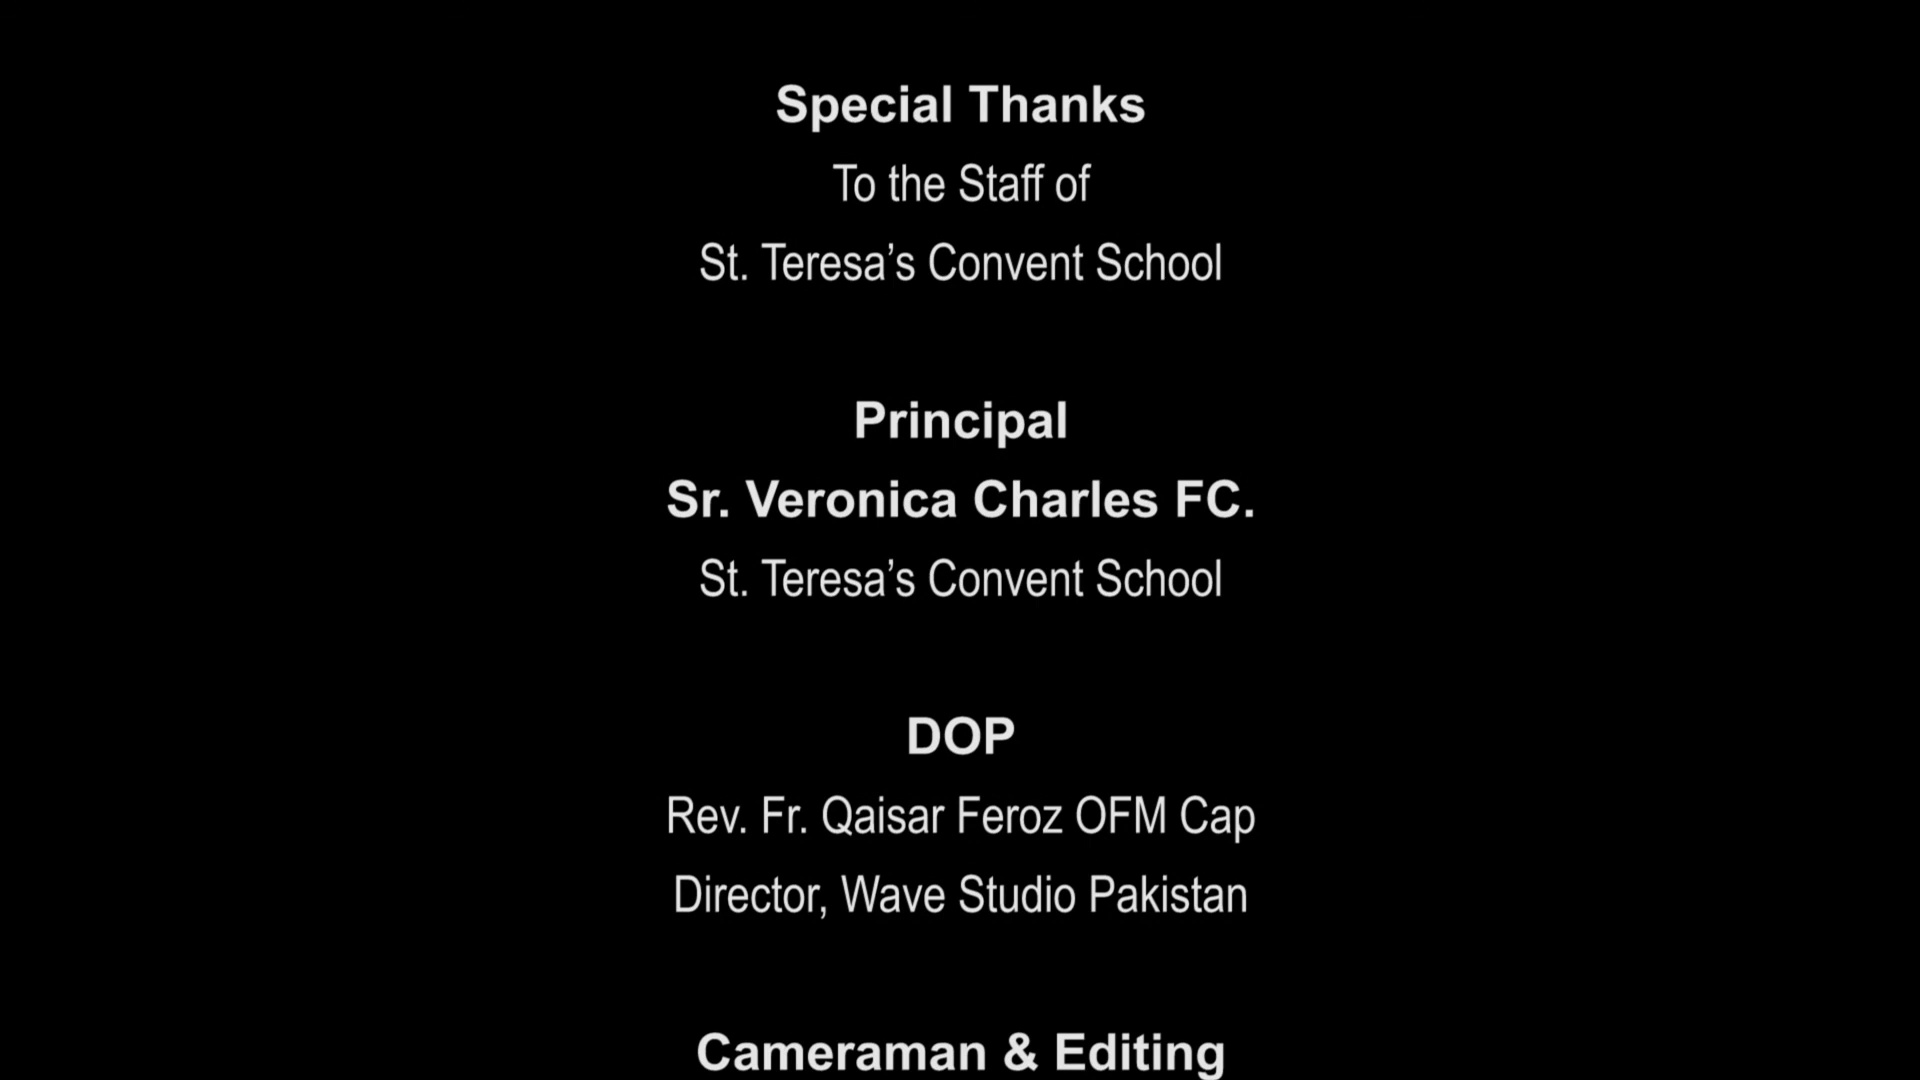 Special Thanks
To the Staff of
St. Teresa’s Convent School
Principal
Sr. Veronica Charles FC.
St. Teresa’s Convent School
DOP
Rev. Fr. Qaisar Feroz OFM Cap
Director, Wave Studio Pakistan
Cameraman & Editing